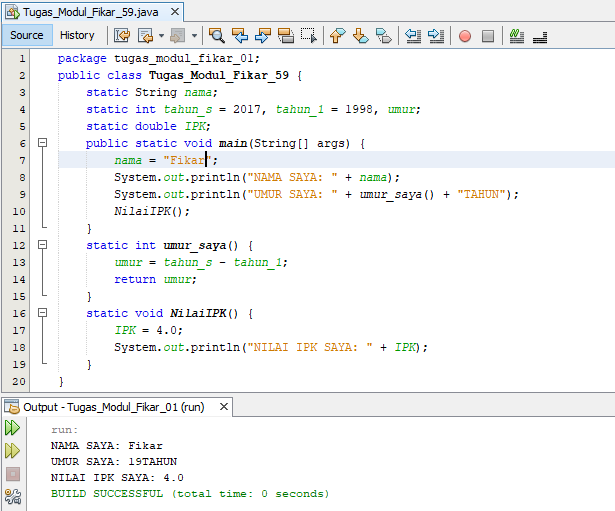 Tugas_Modul_Fikar_59.java
Source History
1 package tugas_modul_fikar_01;
2 public class Tugas_Modul_Fikar_59 {
3 static String nama;
4 static int tahun_s = 2017, tahun_1 = 1998, umur;
5 static double IPK;
6 public static void main(String[] args) {
7 nama = "Fikar";
8 System.out.println("NAMA SAYA: " + nama);
9 System.out.println("UMUR SAYA: " + umur_saya() + "TAHUN");
10 NilaiIPK();
11 }
12 static int umur_saya() {
13 umur = tahun_s - tahun_1;
14 return umur;
15 }
16 static void NilaiIPK() {
17 IPK = 4.0;
18 System.out.println("NILAI IPK SAYA: " + IPK);
19 }
20 }
Output - Tugas_Modul_Fikar_01 (run)
run:
NAMA SAYA: Fikar
UMUR SAYA: 19TAHUN
NILAI IPK SAYA: 4.0
BUILD SUCCESSFUL (total time: 0 seconds)